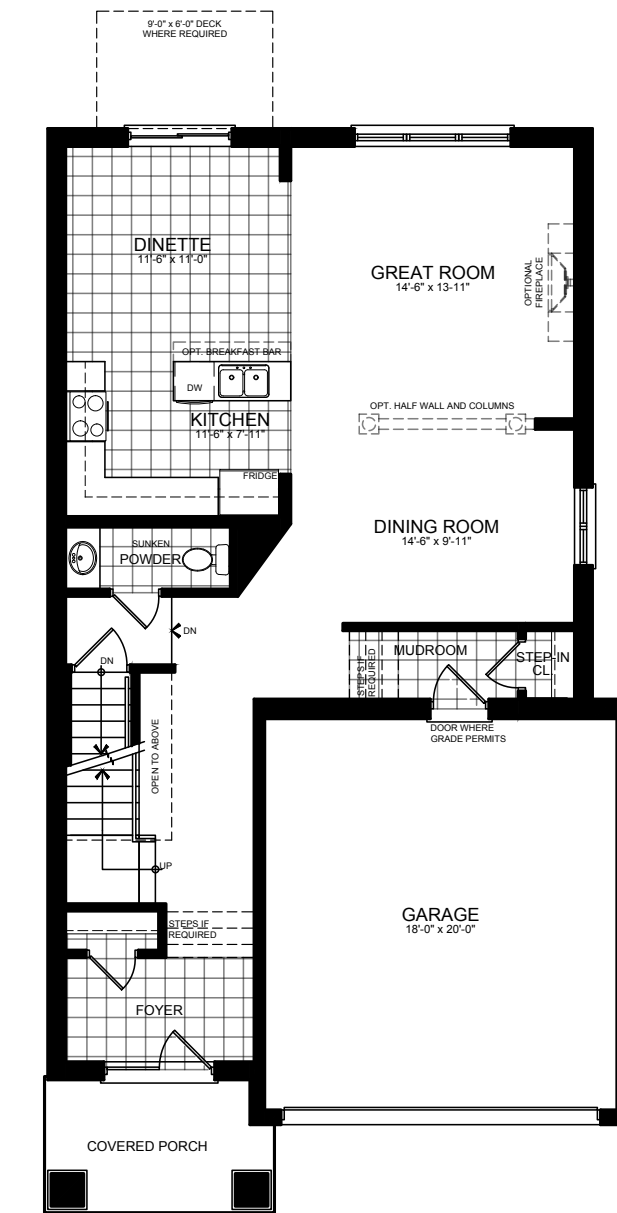 9'-0" x 6'-0" DECK
WHERE REQUIRED
DINETTE
11'-6" x 11'-0"
GREAT ROOM
14'-6" x 13'-11"
OPTIONAL
FIREPLACE
OPT. BREAKFAST BAR
DW
KITCHEN
11'-6" x 7'-11"
OPT. HALF WALL AND COLUMNS
FRIDGE
DINING ROOM
14'-6" x 9'-11"
SUNKEN
POWDER
DN
DN
MUDROOM
STEPS IF
REQUIRED
STEP-IN
CL
DOOR WHERE
GRADE PERMITS
OPEN TO ABOVE
UP
GARAGE
18'-0" x 20'-0"
STEPS IF
REQUIRED
FOYER
COVERED PORCH